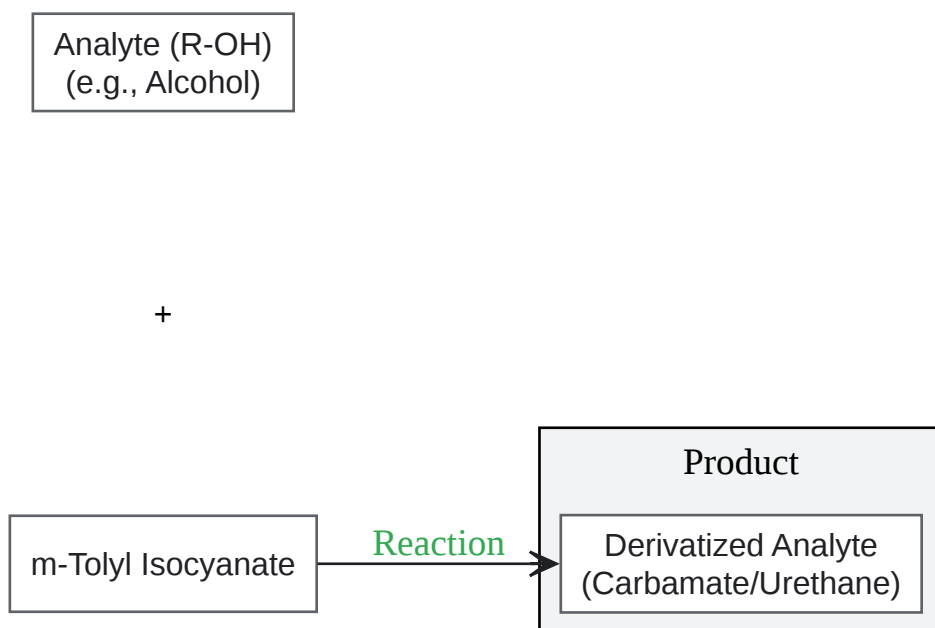 Analyte (R-OH)
(e.g., Alcohol)
+
Product
m-Tolyl Isocyanate
Reaction
Derivatized Analyte
(Carbamate/Urethane)